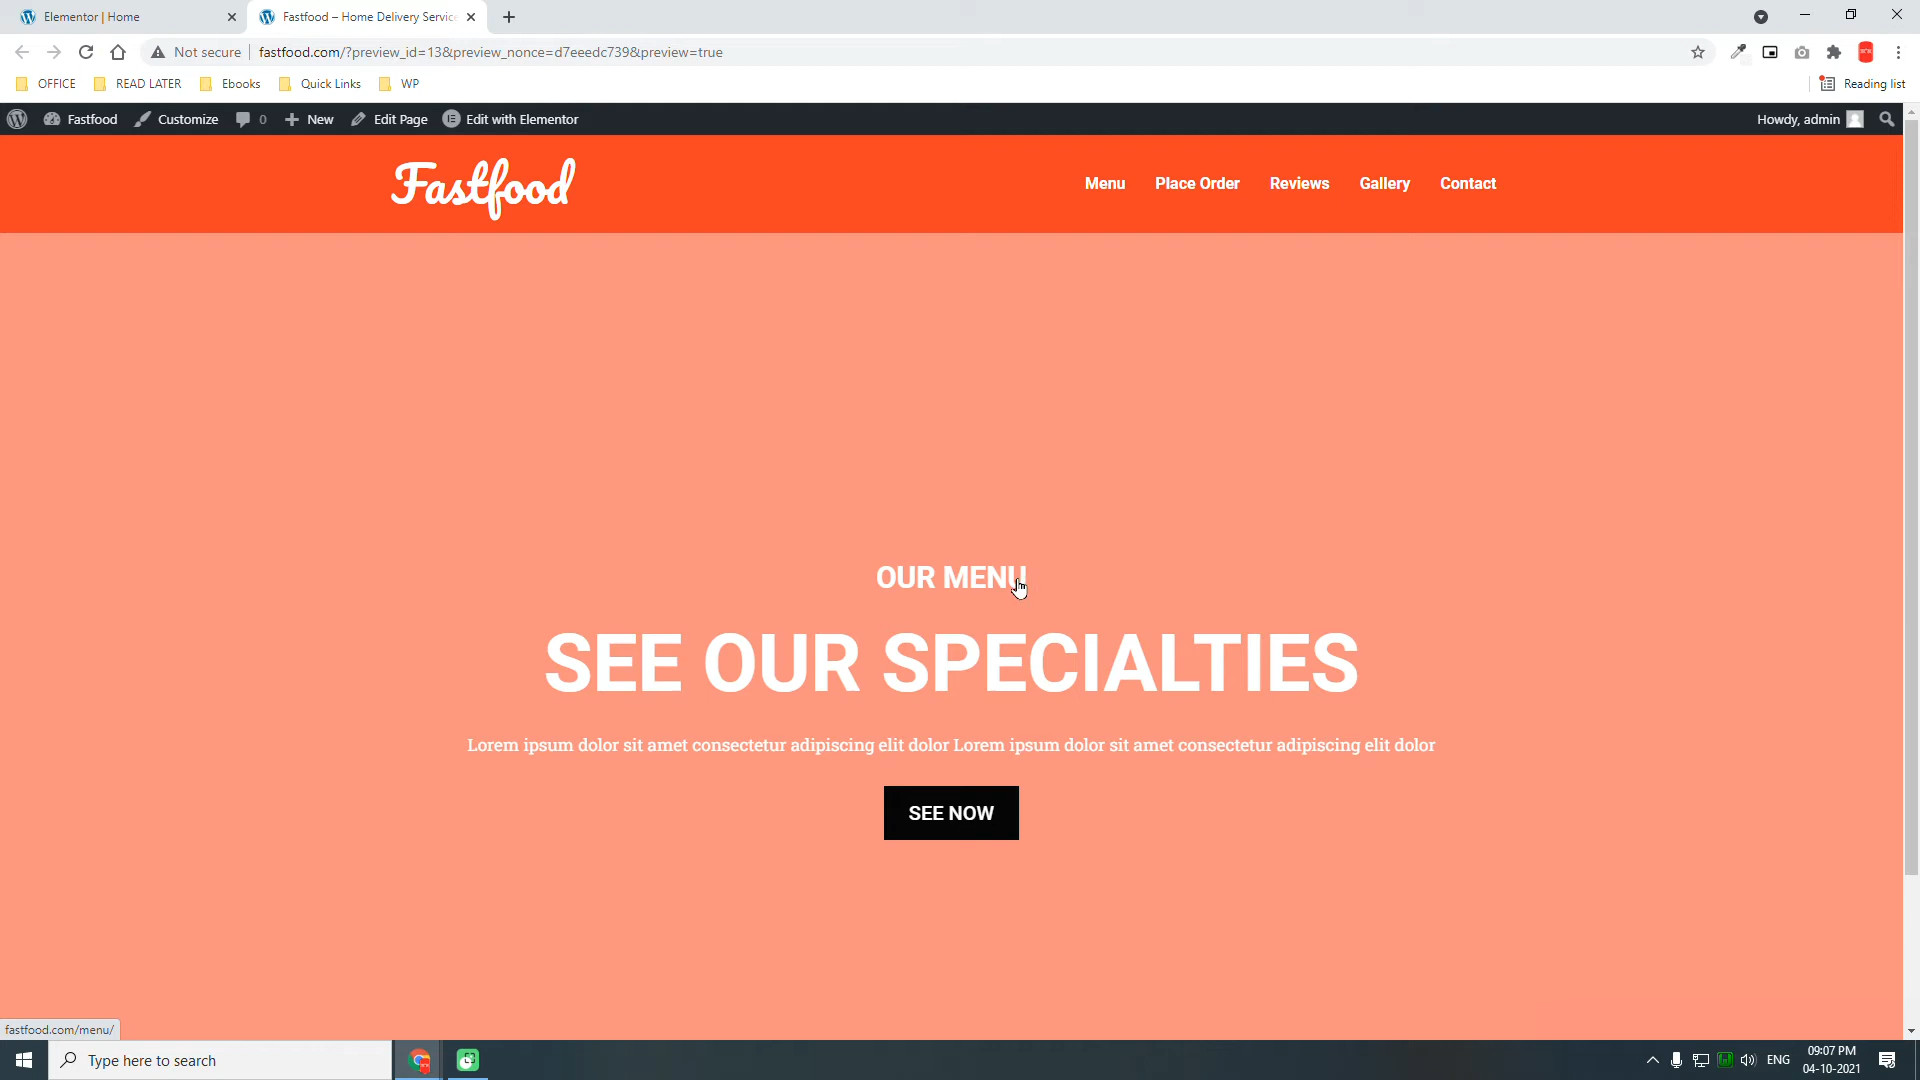 Elementor | Home
Fastfood – Home Delivery Service
Not secure
fastfood.com/?preview_id=13&preview_nonce=d7eeedc739&preview=true
OFFICE
READ LATER
Ebooks
Quick Links
WP
Reading list
Fastfood
Customize
0
New
Edit Page
Edit with Elementor
Howdy, admin
Fastfood
Menu
Place Order
Reviews
Gallery
Contact
OUR MENU
SEE OUR SPECIALTIES
Lorem ipsum dolor sit amet consectetur adipiscing elit dolor Lorem ipsum dolor sit amet consectetur adipiscing elit dolor
SEE NOW
fastfood.com/menu/
Type here to search
ENG
09:07 PM
04-10-2021